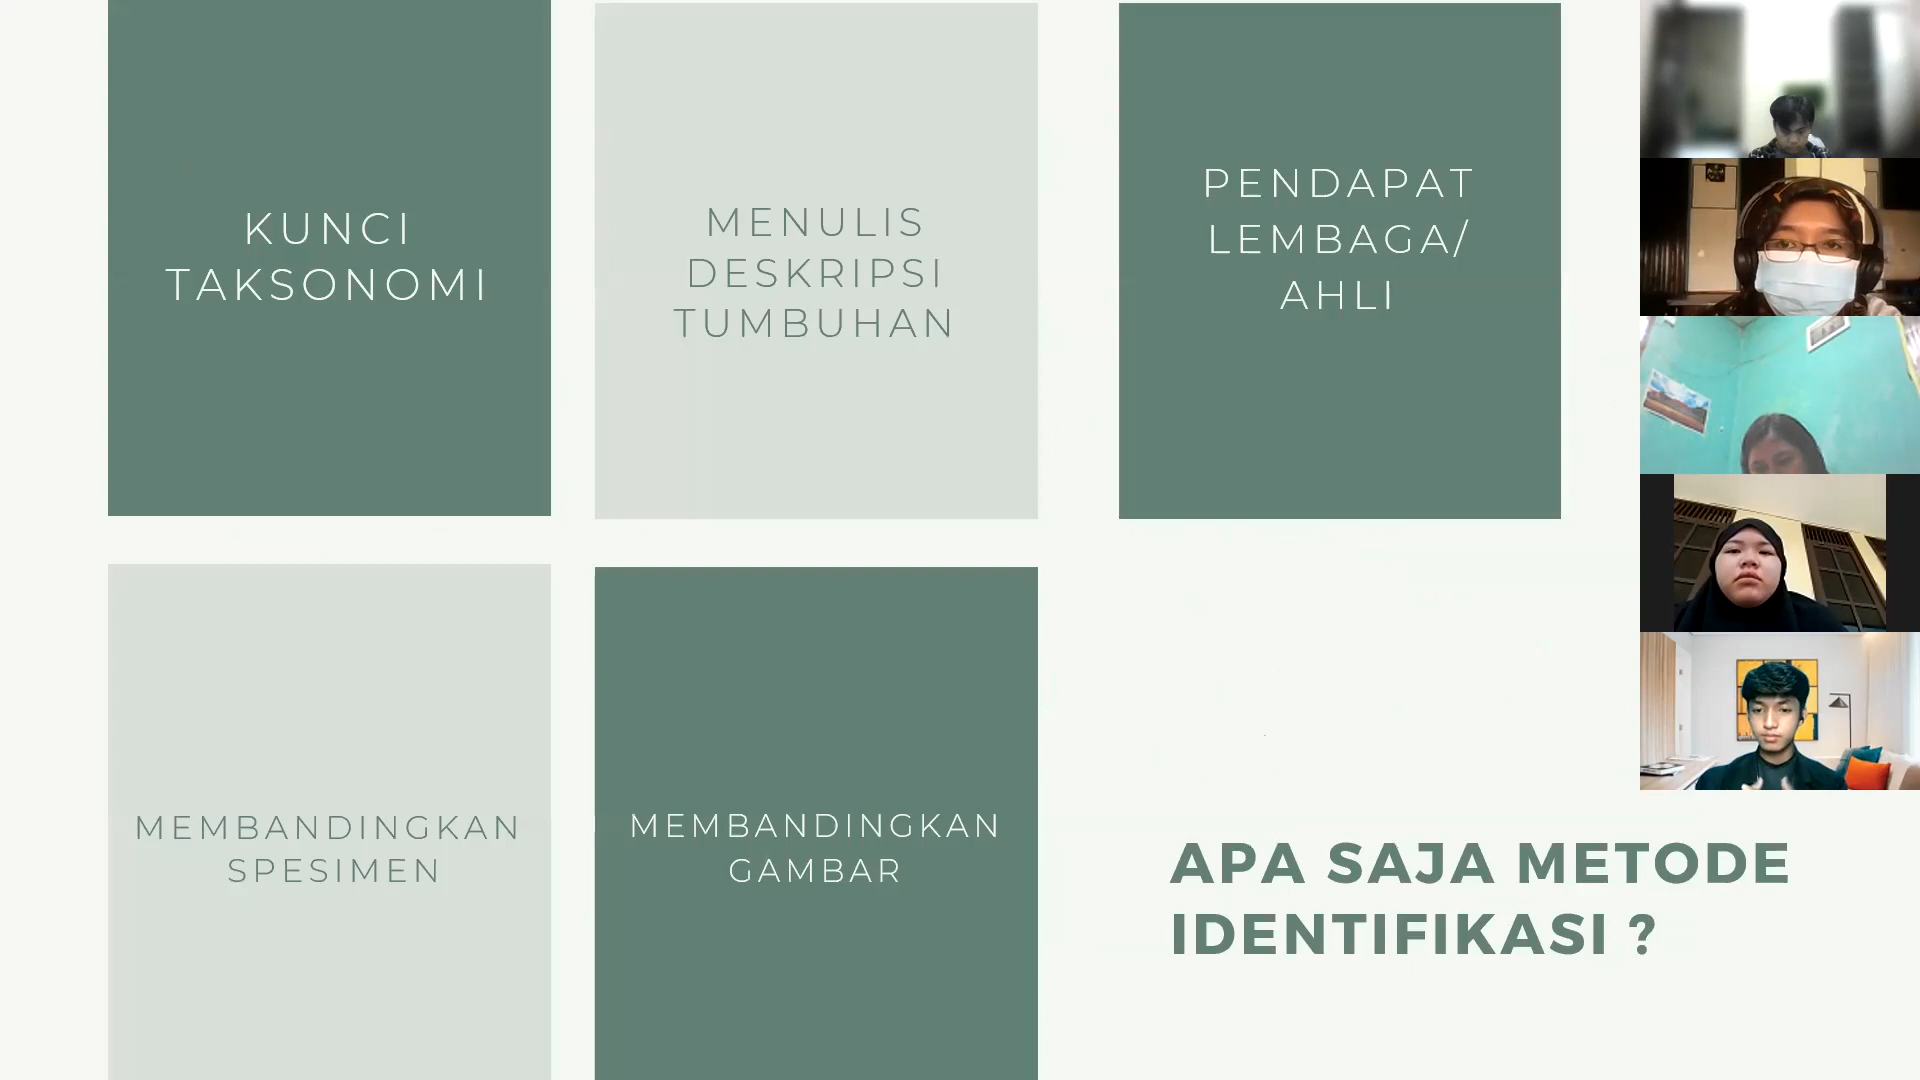 KUNCI
TAKSONOMI
MENULIS
DESKRIPSI
TUMBUHAN
PENDAPAT
LEMBAGA/
AHLI
MEMBANDINGKAN
SPESIMEN
MEMBANDINGKAN
GAMBAR
APA SAJA METODE
IDENTIFIKASI ?